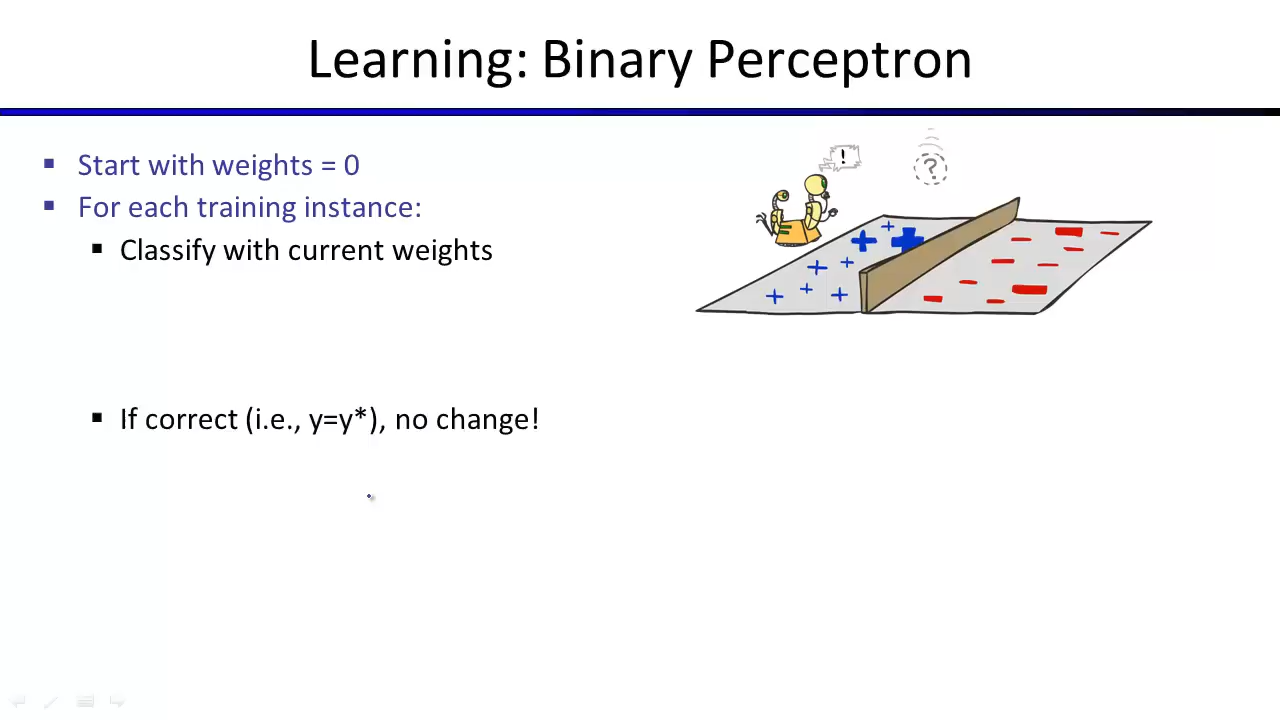 Learning: Binary Perceptron
Start with weights = 0
For each training instance:
Classify with current weights
If correct (i.e., y=y*), no change!
!
?